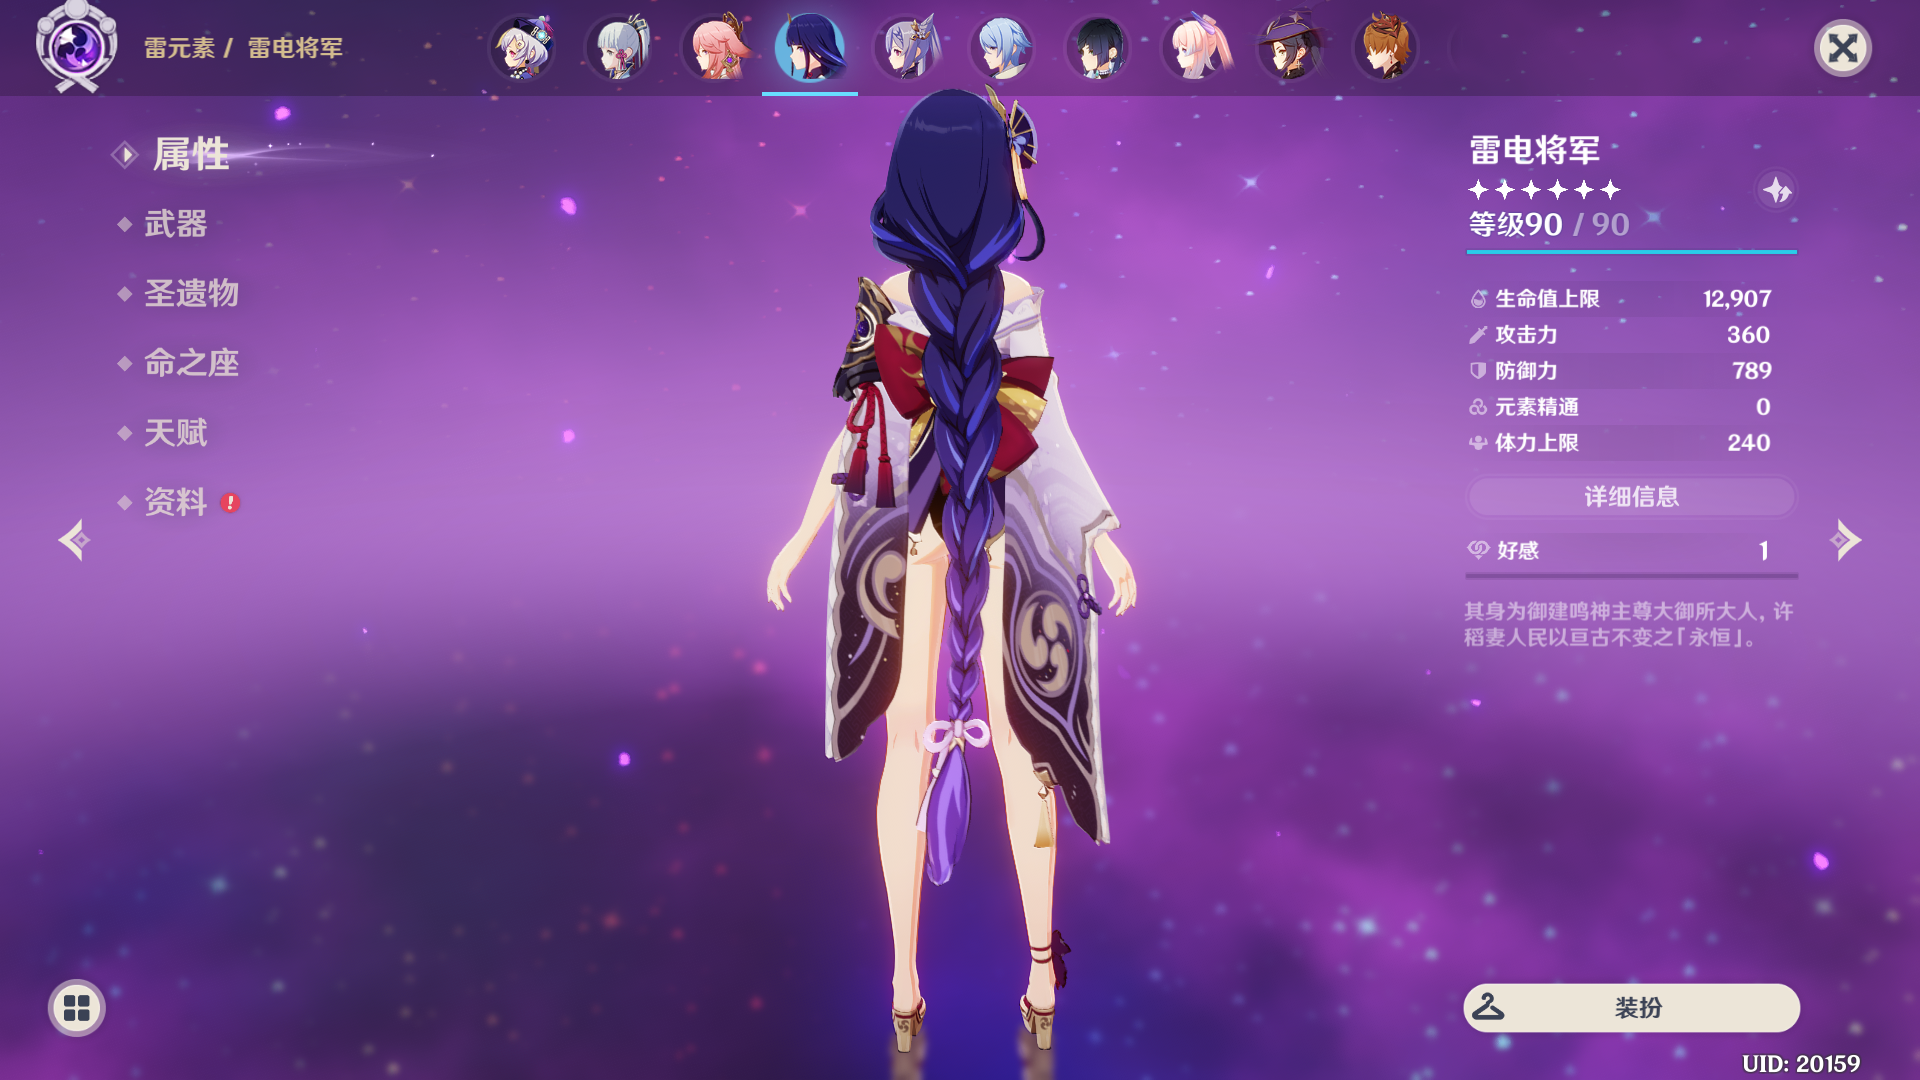 雷元素 / 雷电将军
属性
武器
圣遗物
命之座
天赋
资料
雷电将军
等级90 / 90
生命值上限 12,907
攻击力 360
防御力 789
元素精通 0
体力上限 240
详细信息
好感 1
其身为御建鸣神主尊大御所大人，许
稻妻人民以亘古不变之「永恒」。
装扮
UID: 20159